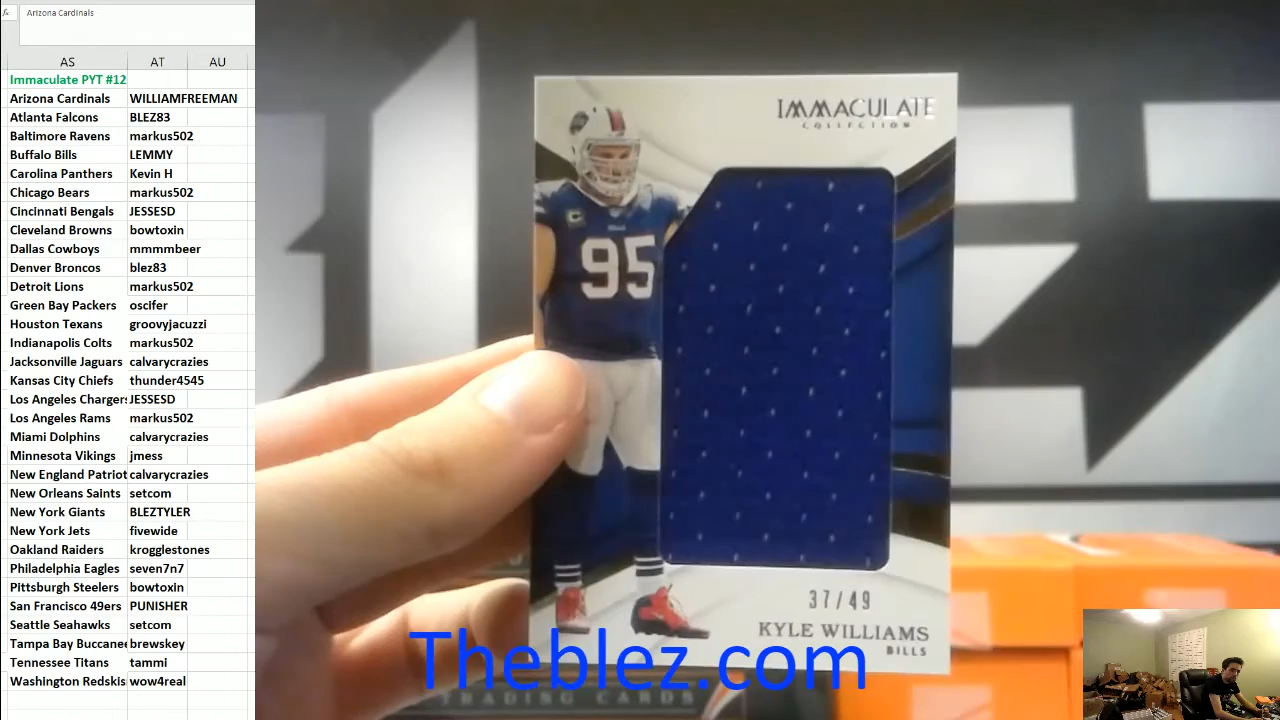 fx Arizona Cardinals
AS AT AU
Immaculate PYT #12
Arizona Cardinals WILLIAMFREEMAN
Atlanta Falcons BLEZ83
Baltimore Ravens markus502
Buffalo Bills LEMMY
Carolina Panthers Kevin H
Chicago Bears markus502
Cincinnati Bengals JESSESD
Cleveland Browns bowtoxin
Dallas Cowboys mmmmbeer
Denver Broncos blez83
Detroit Lions markus502
Green Bay Packers oscifer
Houston Texans groovyjacuzzi
Indianapolis Colts markus502
Jacksonville Jaguars calvarycrazies
Kansas City Chiefs thunder4545
Los Angeles Chargers JESSESD
Los Angeles Rams markus502
Miami Dolphins calvarycrazies
Minnesota Vikings jmess
New England Patriot calvarycrazies
New Orleans Saints setcom
New York Giants BLEZTYLER
New York Jets fivewide
Oakland Raiders krogglestones
Philadelphia Eagles seven7n7
Pittsburgh Steelers bowtoxin
San Francisco 49ers PUNISHER
Seattle Seahawks setcom
Tampa Bay Buccanee brewskey
Tennessee Titans tammi
Washington Redskis wow4real
IMMACULATE
COLLECTION
95
37/49
KYLE WILLIAMS
BILLS
Theblez.com
TRADING CARDS